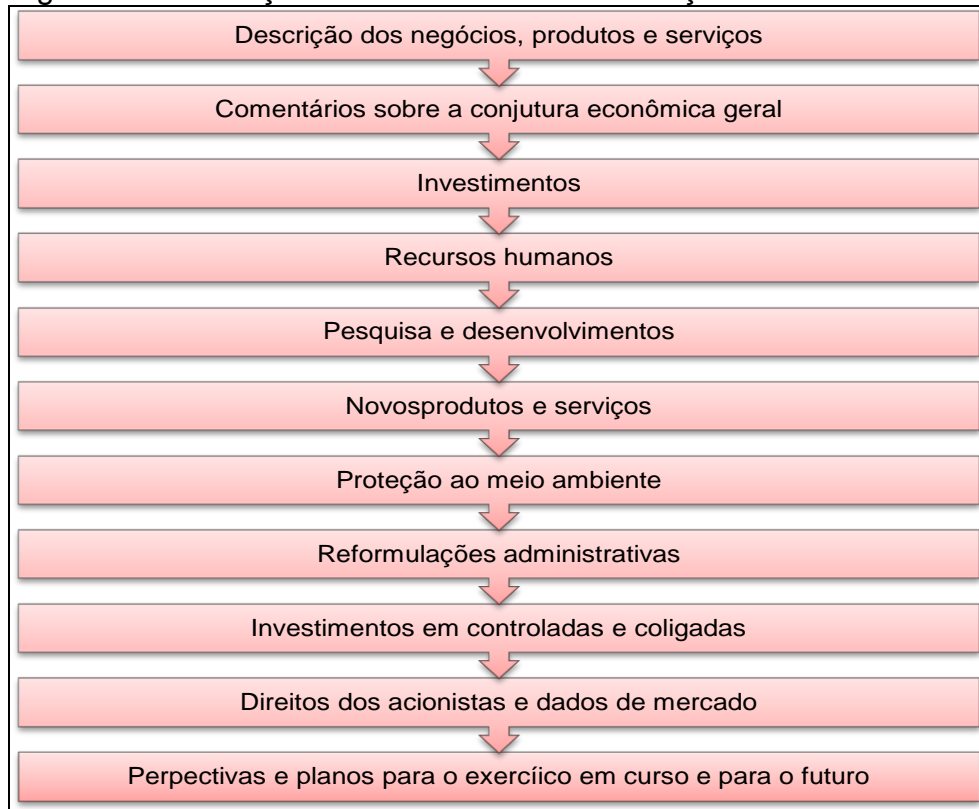 Descrição dos negócios, produtos e serviços
Comentários sobre a conjutura econômica geral
Investimentos
Recursos humanos
Pesquisa e desenvolvimentos
Novosprodutos e serviços
Proteção ao meio ambiente
Reformulações administrativas
Investimentos em controladas e coligadas
Direitos dos acionistas e dados de mercado
Perpectivas e planos para o exercíico em curso e para o futuro